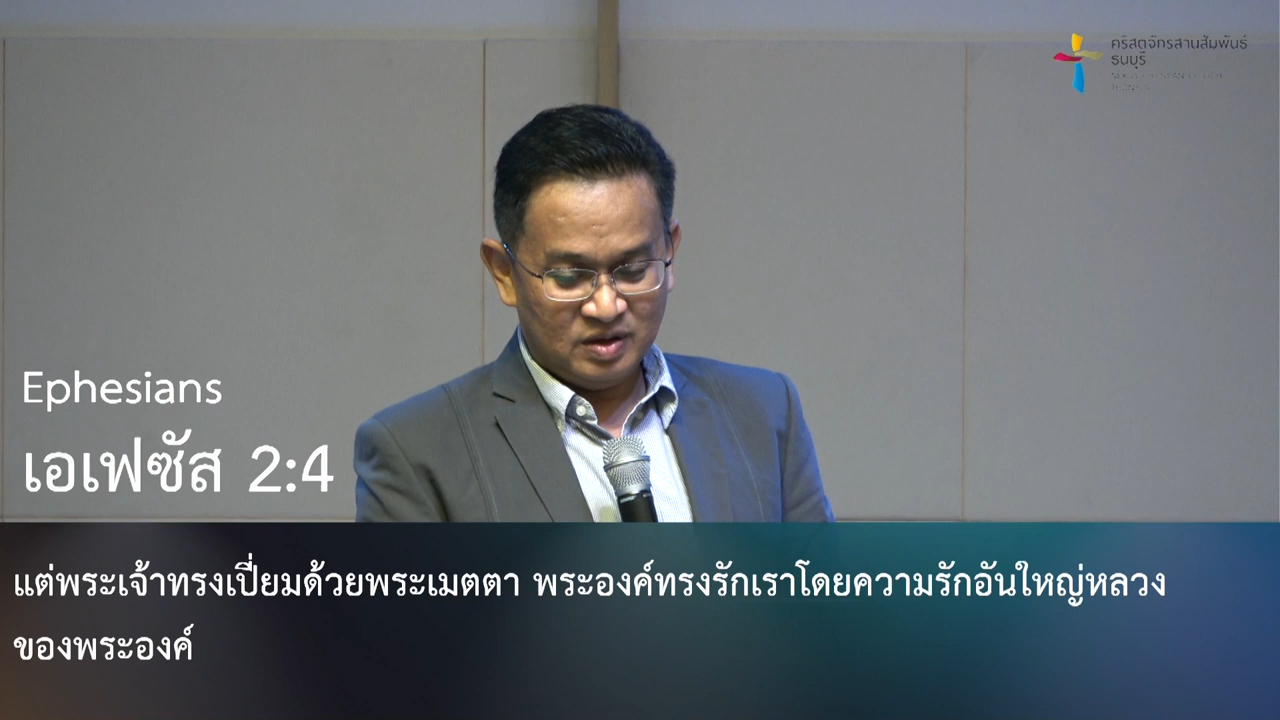 คริสตจักรสานสัมพันธ์
ธนบุรี
Ephesians
เอเฟซัส 2:4
แต่พระเจ้าทรงเปี่ยมด้วยพระเมตตา พระองค์ทรงรักเราโดยความรักอันใหญ่หลวง
ของพระองค์